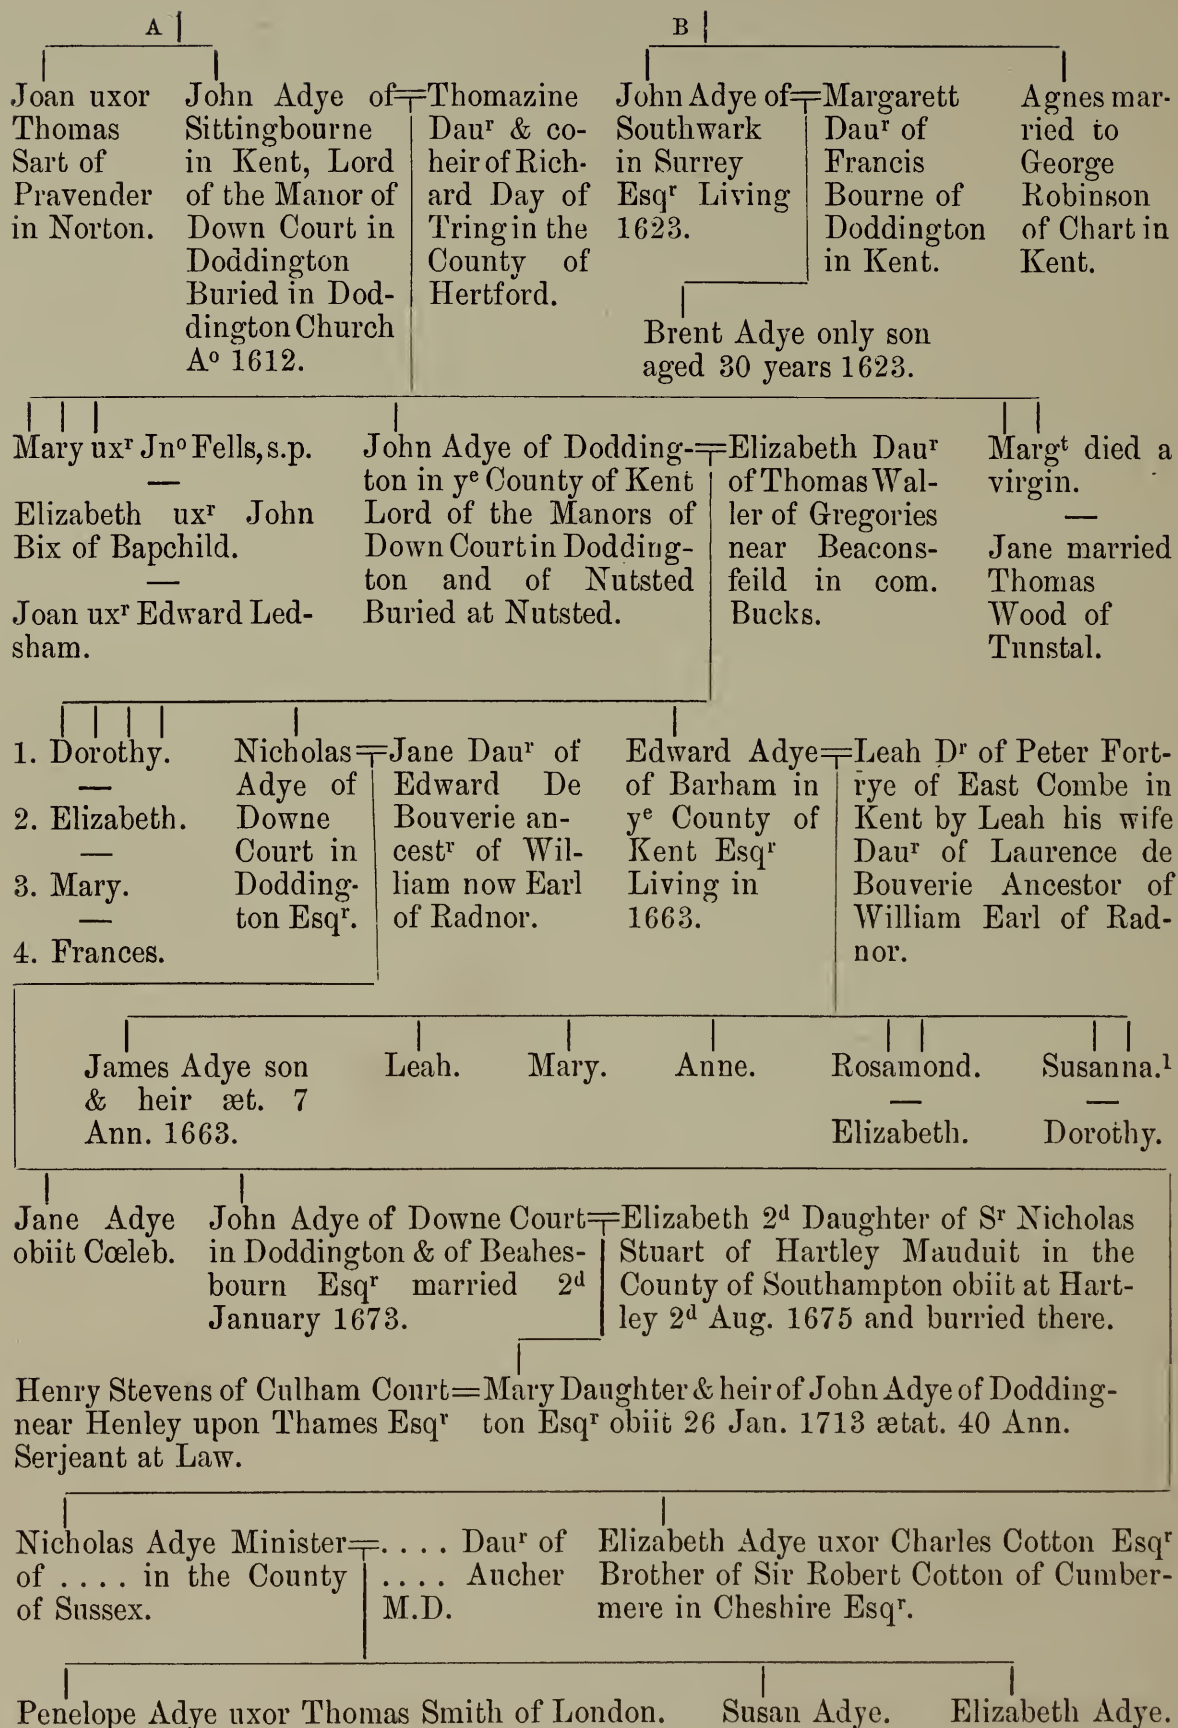 A
B
Joan uxor
Thomas
Sart of
Pravender
in Norton.
John Adye of
Sittingbourne
in Kent, Lord
of the Manor of
Down Court in
Doddington
Buried in Dod-
dington Church
Aº 1612.
Thomazine
Dauʳ & co-
heir of Rich-
ard Day of
Tring in the
County of
Hertford.
John Adye of
Southwark
in Surrey
Esqʳ Living
1623.
Margarett
Dauʳ of
Francis
Bourne of
Doddington
in Kent.
Agnes mar-
ried to
George
Robinson
of Chart in
Kent.
Brent Adye only son
aged 30 years 1623.
Mary uxʳ Jnº Fells, s.p.
—
Elizabeth uxʳ John
Bix of Bapchild.
—
Joan uxʳ Edward Led-
sham.
John Adye of Dodding-
ton in yᵉ County of Kent
Lord of the Manors of
Down Court in Dodding-
ton and of Nutsted
Buried at Nutsted.
Elizabeth Dauʳ
of Thomas Wal-
ler of Gregories
near Beacons-
feild in com.
Bucks.
Margᵗ died a
virgin.
—
Jane married
Thomas
Wood of
Tunstal.
1. Dorothy.
—
2. Elizabeth.
—
3. Mary.
—
4. Frances.
Nicholas
Adye of
Downe
Court in
Dodding-
ton Esqʳ.
Jane Dauʳ of
Edward De
Bouverie an-
cestʳ of Wil-
liam now Earl
of Radnor.
Edward Adye
of Barham in
yᵉ County of
Kent Esqʳ
Living in
1663.
Leah Dʳ of Peter Fort-
rye of East Combe in
Kent by Leah his wife
Dauʳ of Laurence de
Bouverie Ancestor of
William Earl of Rad-
nor.
James Adye son
& heir æt. 7
Ann. 1663.
Leah.
Mary.
Anne.
Rosamond.
—
Elizabeth.
Susanna.¹
—
Dorothy.
Jane Adye
obiit Cœleb.
John Adye of Downe Court
in Doddington & of Beahes-
bourn Esqʳ married 2ᵈ
January 1673.
Elizabeth 2ᵈ Daughter of Sʳ Nicholas
Stuart of Hartley Mauduit in the
County of Southampton obiit at Hart-
ley 2ᵈ Aug. 1675 and burried there.
Henry Stevens of Culham Court
near Henley upon Thames Esqʳ
Serjeant at Law.
Mary Daughter & heir of John Adye of Dodding-
ton Esqʳ obiit 26 Jan. 1713 ætat. 40 Ann.
Nicholas Adye Minister
of .... in the County
of Sussex.
.... Dauʳ of
.... Aucher
M.D.
Elizabeth Adye uxor Charles Cotton Esqʳ
Brother of Sir Robert Cotton of Cumber-
mere in Cheshire Esqʳ.
Penelope Adye uxor Thomas Smith of London.
Susan Adye.
Elizabeth Adye.